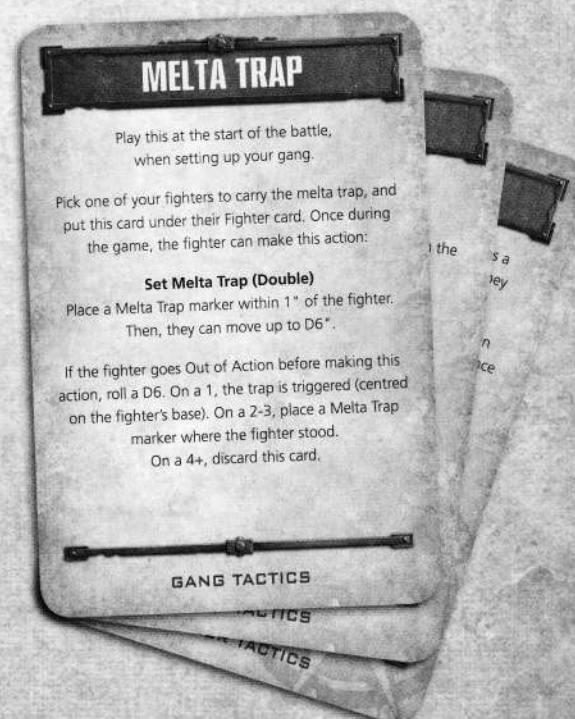 MELTA TRAP
Play this at the start of the battle,
when setting up your gang.
Pick one of your fighters to carry the melta trap, and
put this card under their Fighter card. Once during
the game, the fighter can make this action:
Set Melta Trap (Double)
Place a Melta Trap marker within 1" of the fighter.
Then, they can move up to D6".
If the fighter goes Out of Action before making this
action, roll a D6. On a 1, the trap is triggered (centred
on the fighter's base). On a 2-3, place a Melta Trap
marker where the fighter stood.
On a 4+, discard this card.
GANG TACTICS
the
s a
TACTICS